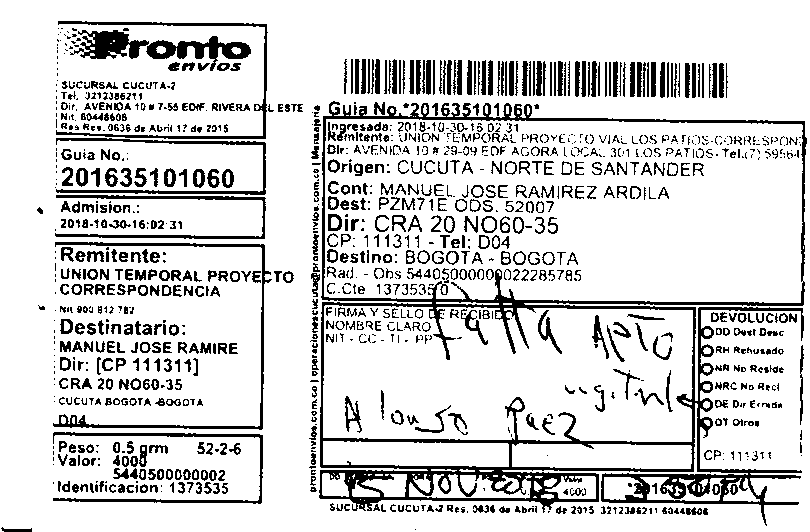 Pronto
envíos
SUCURSAL CUCUTA-2
Tel. 3212386211
Dir. AVENIDA 10 # 7-55 EDIF. RIVERA DEL ESTE
Nit. 60448606
Res Res. 0636 de Abril 17 de 2015
Guia No.:
201635101060
Admision.:
2018-10-30-16:02:31
Remitente:
UNION TEMPORAL PROYECTO
CORRESPONDENCIA
Nit 900 812 782
Destinatario:
MANUEL JOSE RAMIRE
Dir: [CP 111311]
CRA 20 NO60-35
CUCUTA BOGOTA -BOGOTA
D04
Peso: 0.5 grm 52-2-6
Valor: 4000
5440500000002
Identificacion: 1373535
Guia No.*201635101060*
Ingresada: 2018-10-30-16:02:31
Remitente: UNION TEMPORAL PROYECTO VIAL LOS PATIOS-CORRESPON
Dir: AVENIDA 10 # 29-09 EDF AGORA LOCAL 301 LOS PATIOS- Tel.(7) 59564
Origen: CUCUTA - NORTE DE SANTANDER
Cont: MANUEL JOSE RAMIREZ ARDILA
Dest: PZM71E ODS. 52007
Dir: CRA 20 NO60-35
CP: 111311 - Tel: D04
Destino: BOGOTA - BOGOTA
Rad. - Obs 54405000000022285785
C.Cte 1373535
FIRMA Y SELLO DE RECIBIDO
NOMBRE CLARO
NIT - CC - TI - PP
Falta APTO
Alonso Paez
DEVOLUCION
DD Dest Desc
RH Rehusado
NR No Reside
NRC No Recl
DE Dir Errada
OT Otros
CP: 111311
NOV. 2018
Valor
4000
*201635101060*
SUCURSAL CUCUTA-2 Res. 0636 de Abril 17 de 2015 3212386211 60448606